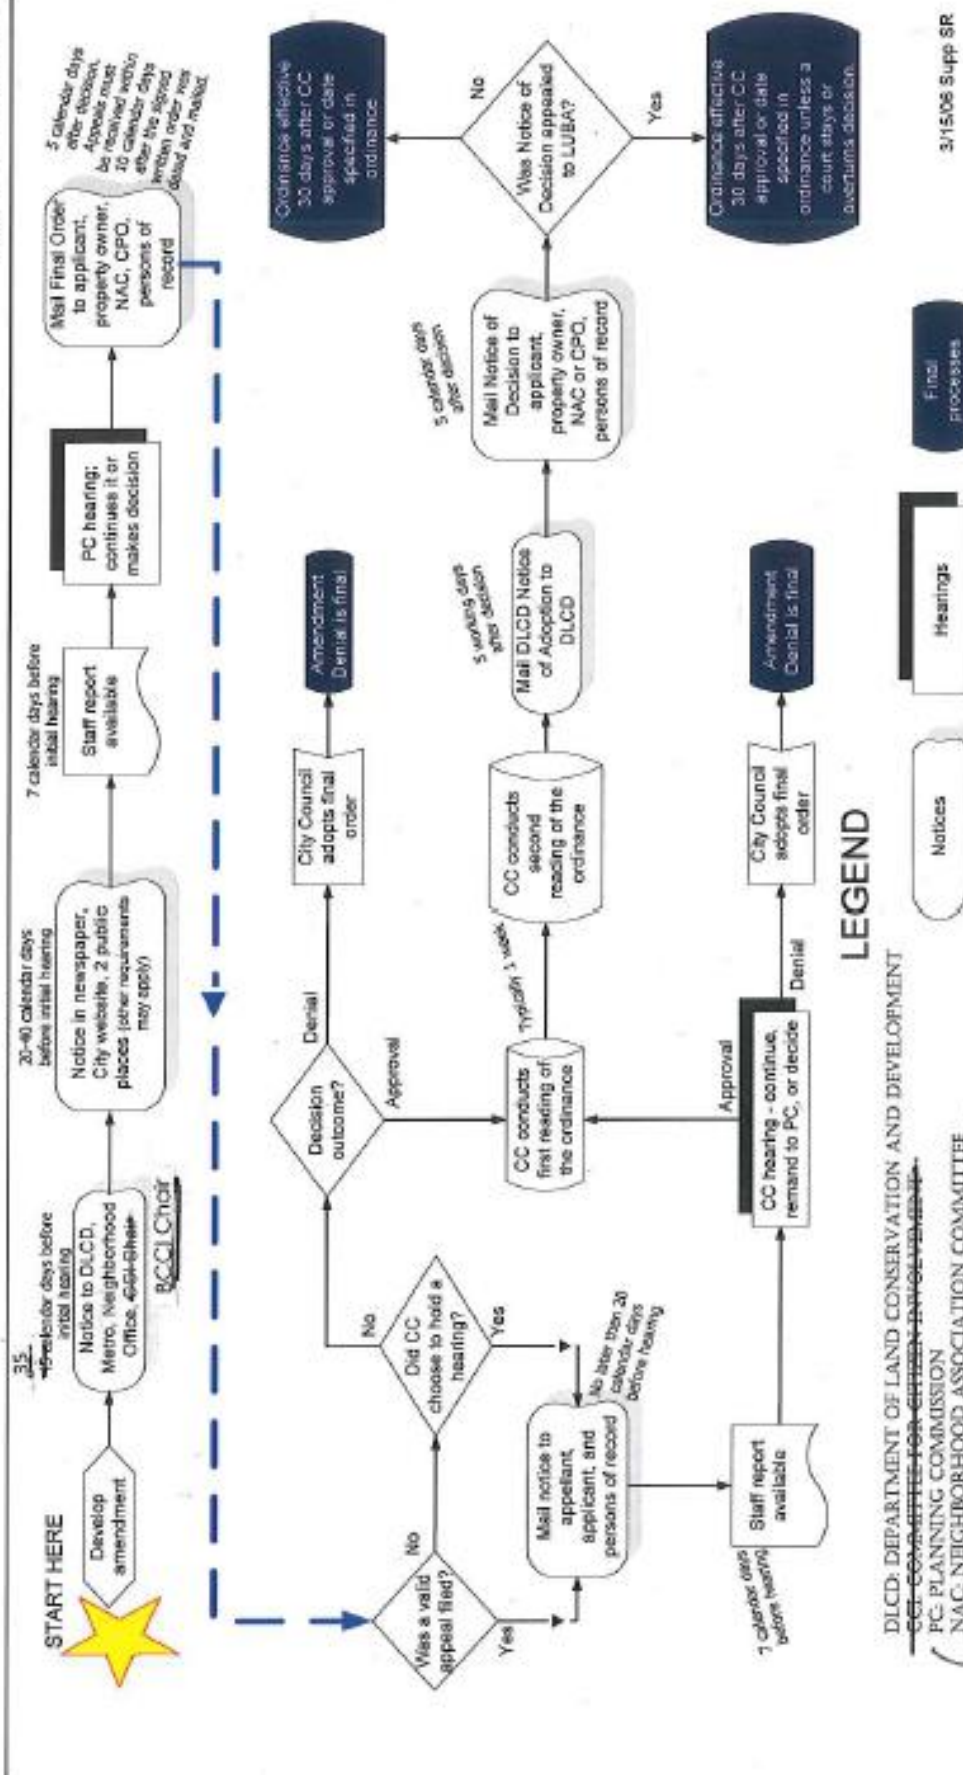 START HERE
Develop
amendment
35
45 calendar days before
initial hearing
Notice to DLCD,
Metro, Neighborhood
Office, CCI Chair
BCCI Chair
20-40 calendar days
before initial hearing
Notice in newspaper,
City website, 2 public
places (other requirements
may apply)
7 calendar days before
initial hearing
Staff report
available
PC hearing;
continues it or
makes decision
Mail Final Order
to applicant,
property owner,
NAC, CPO,
persons of
record
5 calendar days
after decision.
Appeals must
be received within
10 calendar days
after the signed
written order was
dated and mailed.
Was a valid
appeal filed?
No
Yes
Did CC
choose to hold a
hearing?
No
Yes
Mail notice to
appellant,
applicant, and
persons of record
No later than 20
calendar days
before hearing
7 calendar days
before hearing
Staff report
available
Decision
outcome?
Denial
Approval
City Council
adopts final
order
Amendment
Denial is final
CC conducts
first reading of
the ordinance
Typically 1 week
CC conducts
second
reading of the
ordinance
5 working days
after decision
Mail DLCD Notice
of Adoption to
DLCD
5 calendar days
after decision
Mail Notice of
Decision to
applicant,
property owner,
NAC or CPO,
persons of record
Was Notice of
Decision appealed
to LUBA?
No
Yes
Ordinance effective
30 days after CC
approval or date
specified in
ordinance
Ordinance effective
30 days after CC
approval or date
specified in
ordinance unless a
court stays or
overturns decision.
CC hearing - continue,
remand to PC, or decide
Approval
Denial
City Council
adopts final
order
Amendment
Denial is final
LEGEND
DLCD: DEPARTMENT OF LAND CONSERVATION AND DEVELOPMENT
CCI: COMMITTEE FOR CITIZEN INVOLVEMENT
PC: PLANNING COMMISSION
NAC: NEIGHBORHOOD ASSOCIATION COMMITTEE
Notices
Hearings
Final
processes
3/15/06 Supp SR